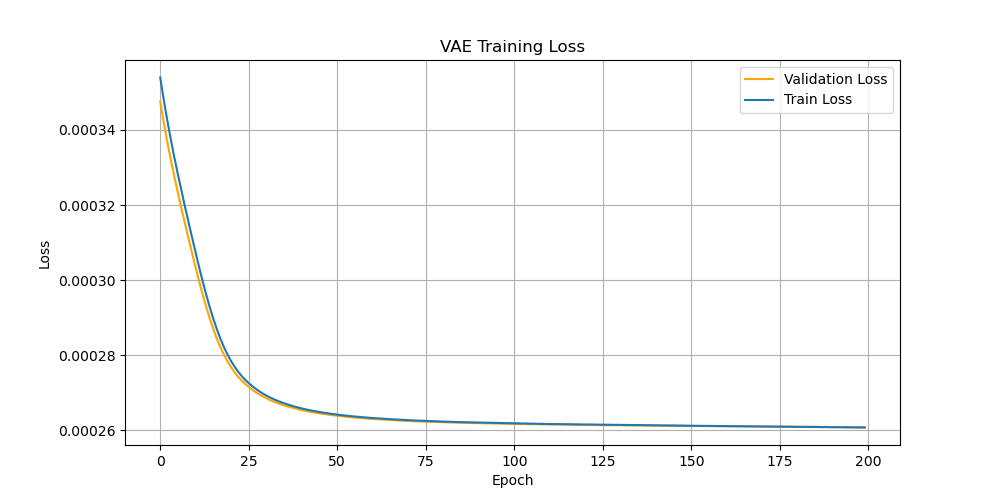 VAE Training Loss
Validation Loss
Train Loss
0.00034
0.00032
0.00030
0.00028
0.00026
Loss
0 25 50 75 100 125 150 175 200
Epoch